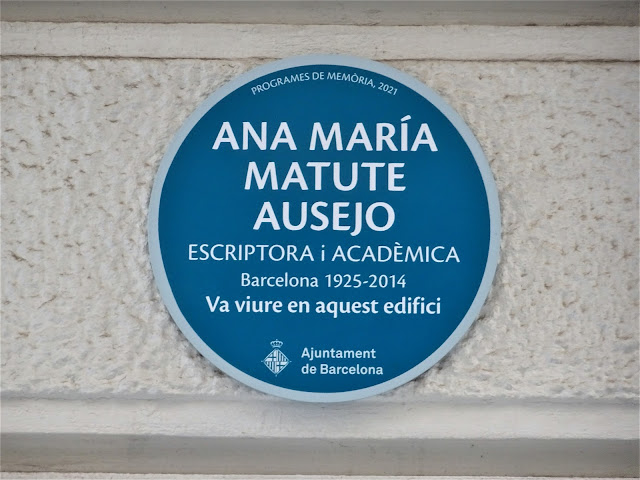 PROGRAMES DE MEMÒRIA, 2021
ANA MARÍA
MATUTE
AUSEJO
ESCRIPTORA i ACADÈMICA
Barcelona 1925-2014
Va viure en aquest edifici
Ajuntament
de Barcelona